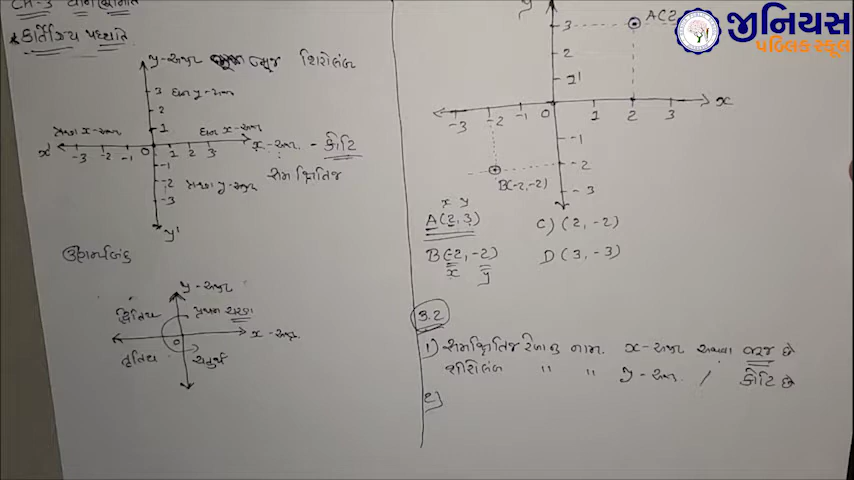 CH-3 યામ ભૂમિતિ
* કાર્તેઝિય પધ્ધતિ
y-અક્ષ શિરોલંબ
3 ધન y-અક્ષ
2
1
ઋણ x-અક્ષ ધન x-અક્ષ
x' -3 -2 -1 0 1 2 3 x-અક્ષ - કોટિ
સમક્ષિતિજ
-1
-2 ઋણ y-અક્ષ
-3
y'
ઊગમબિંદુ
y-અક્ષ
દ્વિતિય પ્રથમ ચરણ
0 x-અક્ષ
તૃતિય ચતુર્થ
y
3 A(2
2
1
-3 -2 -1 0 1 2 3 x
-1
-2
B(-2,-2)
-3
x y
A(2, 3) C) (2, -2)
B(-2, -2) D (3, -3)
x y
3.2
1) સમક્ષિતિજ રેખાનું નામ x-અક્ષ અથવા ભૂજ છે
શીરોલંબ " " y-અક્ષ / કોટિ છે
2)
જીનિયસ
પબ્લિક સ્કૂલ